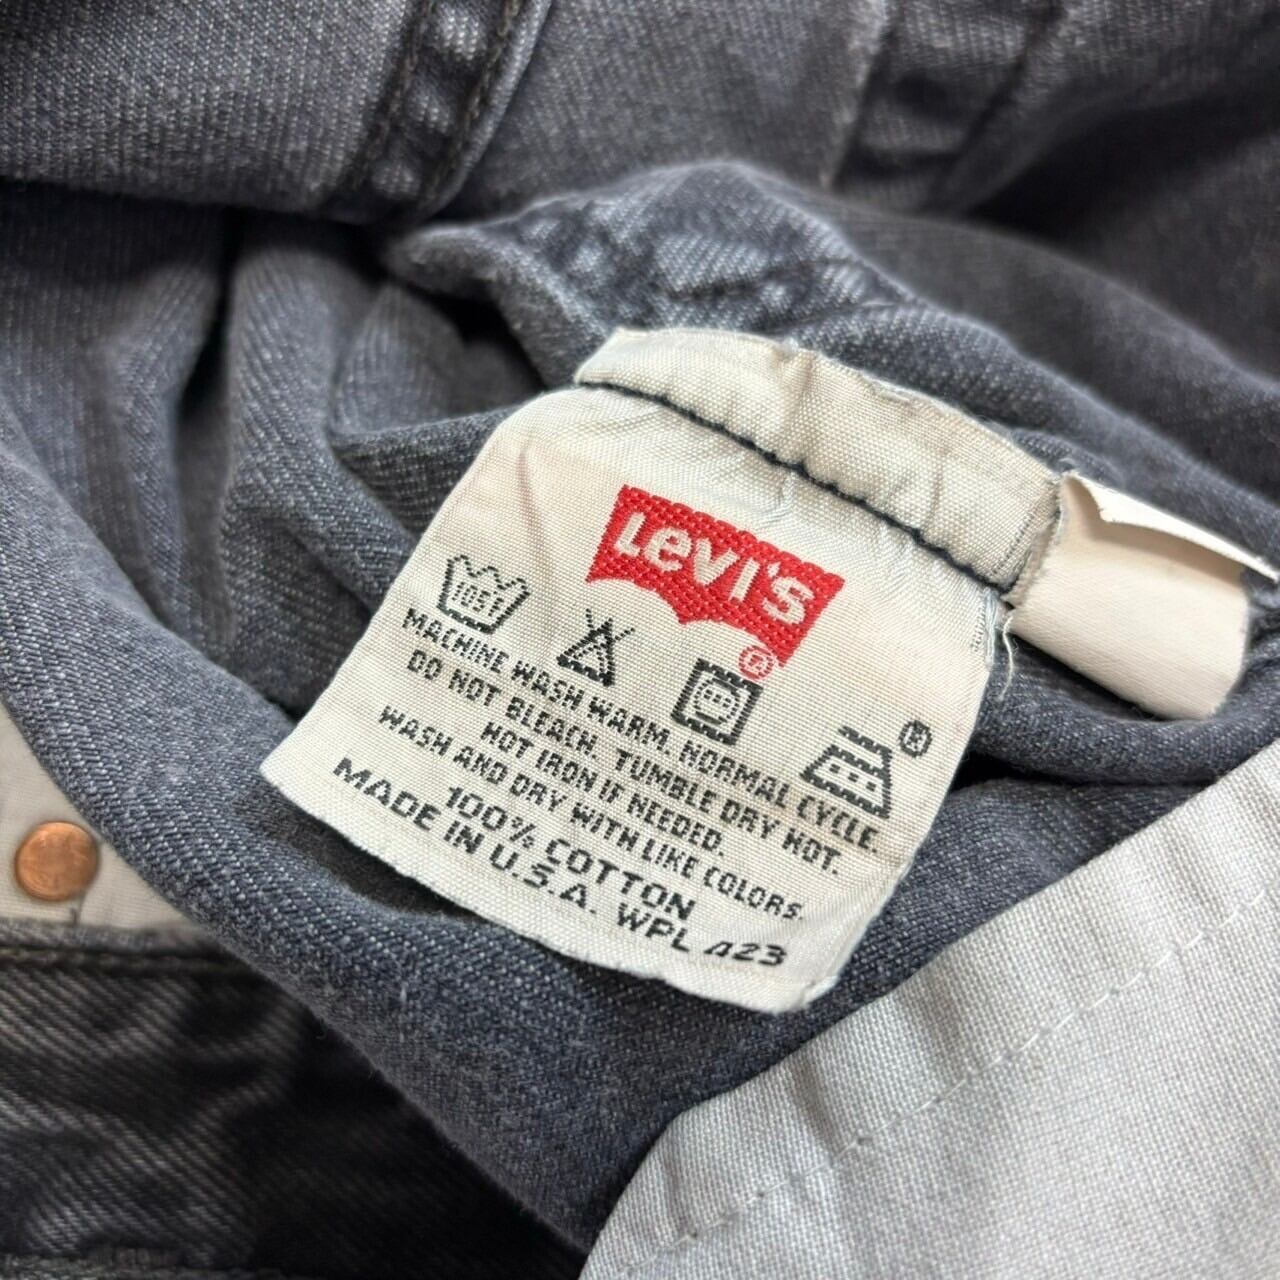 Levi's
®
105F
®
MACHINE WASH WARM. NORMAL CYCLE.
DO NOT BLEACH. TUMBLE DRY HOT.
HOT IRON IF NEEDED.
WASH AND DRY WITH LIKE COLORS.
100% COTTON
MADE IN U.S.A. WPL 423